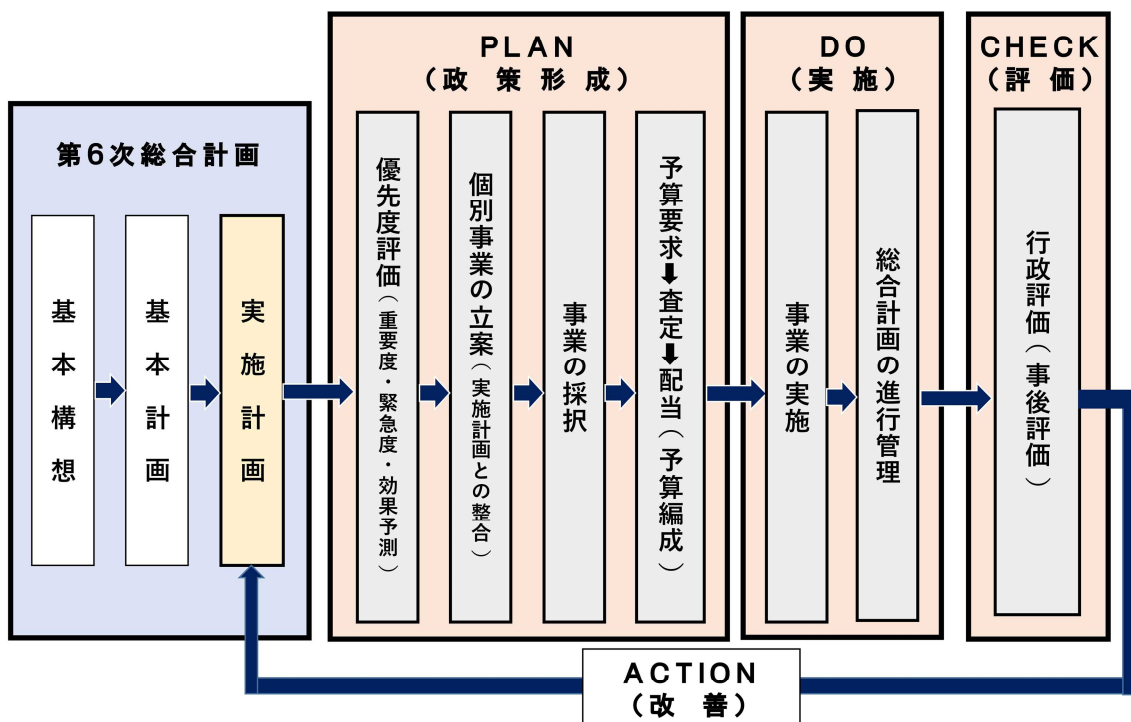 第6次総合計画
基本構想
基本計画
実施計画
PLAN
（政策形成）
優先度評価（重要度・緊急度・効果予測）
個別事業の立案（実施計画との整合）
事業の採択
予算要求➡査定➡配当（予算編成）
DO
（実施）
事業の実施
総合計画の進行管理
CHECK
（評価）
行政評価（事後評価）
ACTION
（改善）